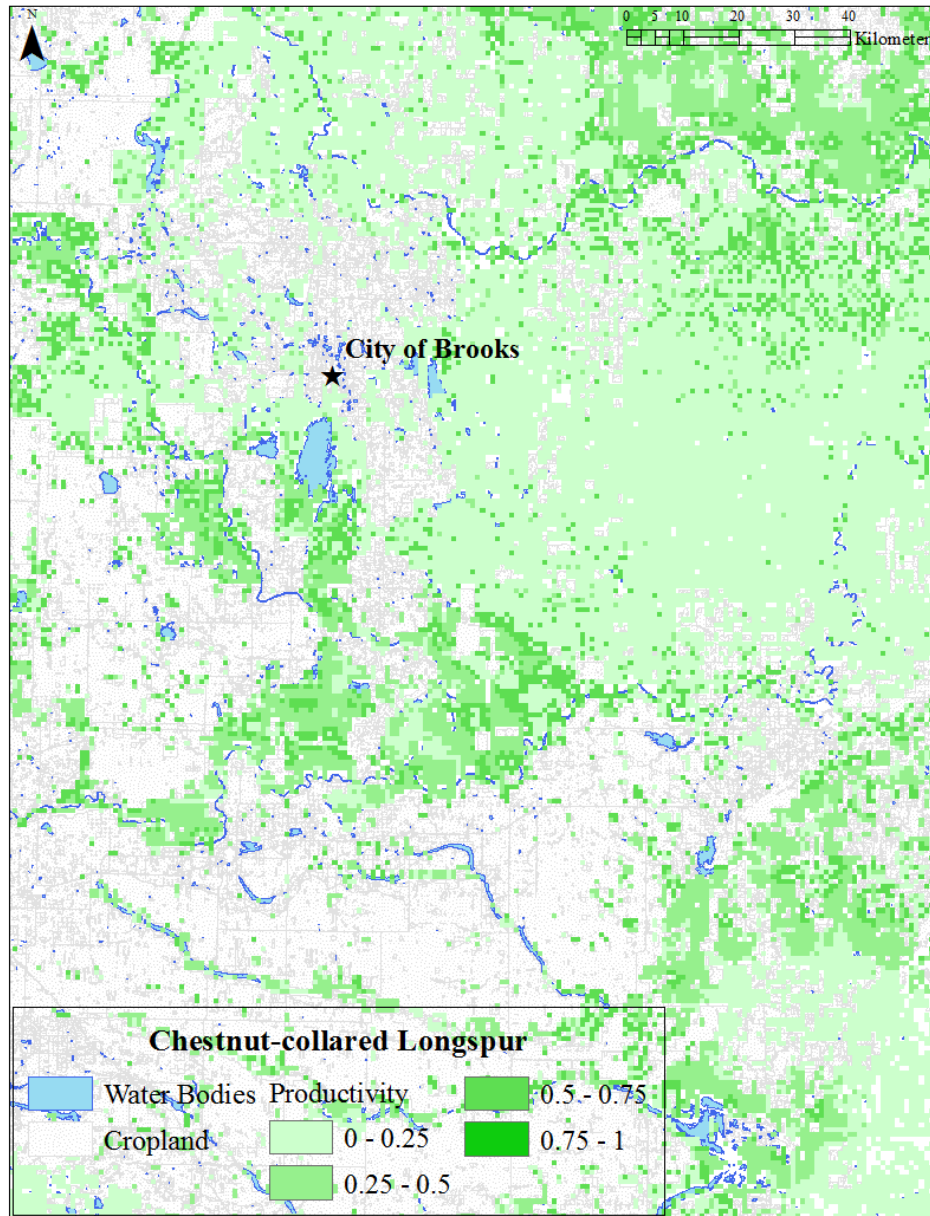 N
0 5 10 20 30 40
Kilometer
City of Brooks
Chestnut-collared Longspur
Water Bodies Productivity 0.5 - 0.75
Cropland 0 - 0.25 0.75 - 1
0.25 - 0.5